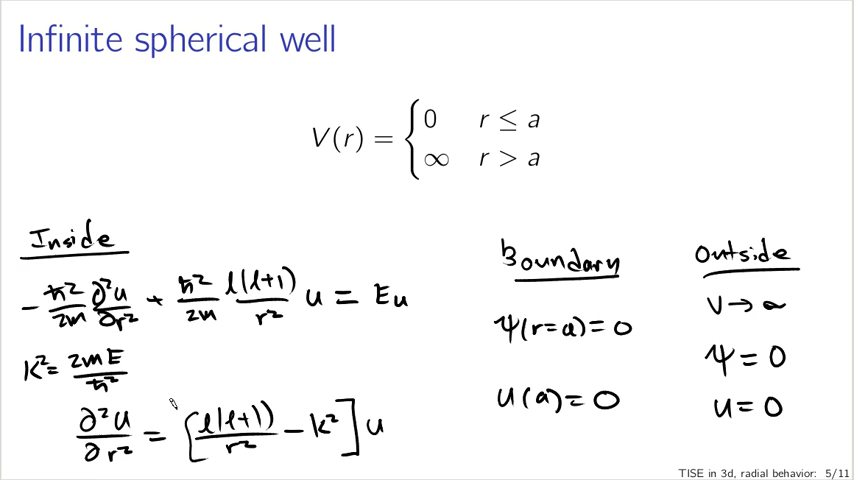 Infinite spherical well
V(r) = { 0 r ≤ a
∞ r > a
Inside
-ħ²/2m ∂²u/∂r² + ħ²/2m l(l+1)/r² u = Eu
k² = 2mE/ħ²
∂²u/∂r² = [l(l+1)/r² - k²] u
Boundary
ψ(r=a) = 0
u(a) = 0
Outside
V → ∞
ψ = 0
u = 0
TISE in 3d, radial behavior: 5/11